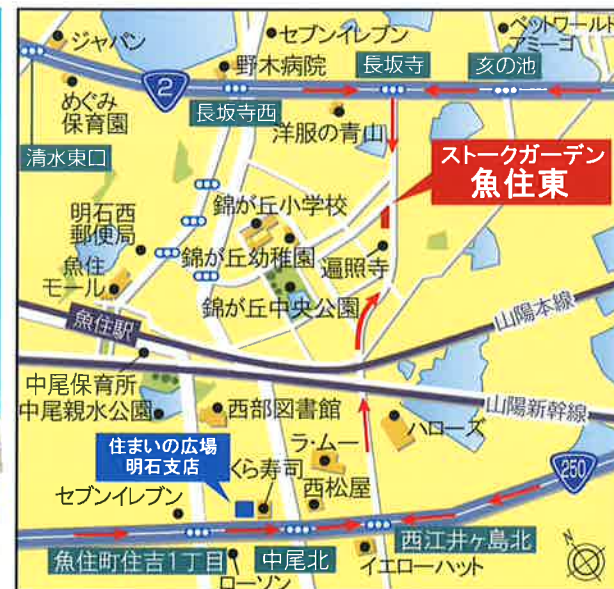 ジャパン
セブンイレブン
ペットワールド
アミーゴ
2
野木病院
長坂寺
亥の池
めぐみ
保育園
長坂寺西
洋服の青山
清水東口
ストークガーデン
魚住東
錦が丘小学校
明石西
郵便局
錦が丘幼稚園
遍照寺
魚住
モール
錦が丘中央公園
魚住駅
山陽本線
中尾保育所
中尾親水公園
西部図書館
山陽新幹線
ハローズ
住まいの広場
明石支店
ラ・ムー
くら寿司
250
セブンイレブン
西松屋
魚住町住吉1丁目
中尾北
西江井ヶ島北
ローソン
イエローハット
N